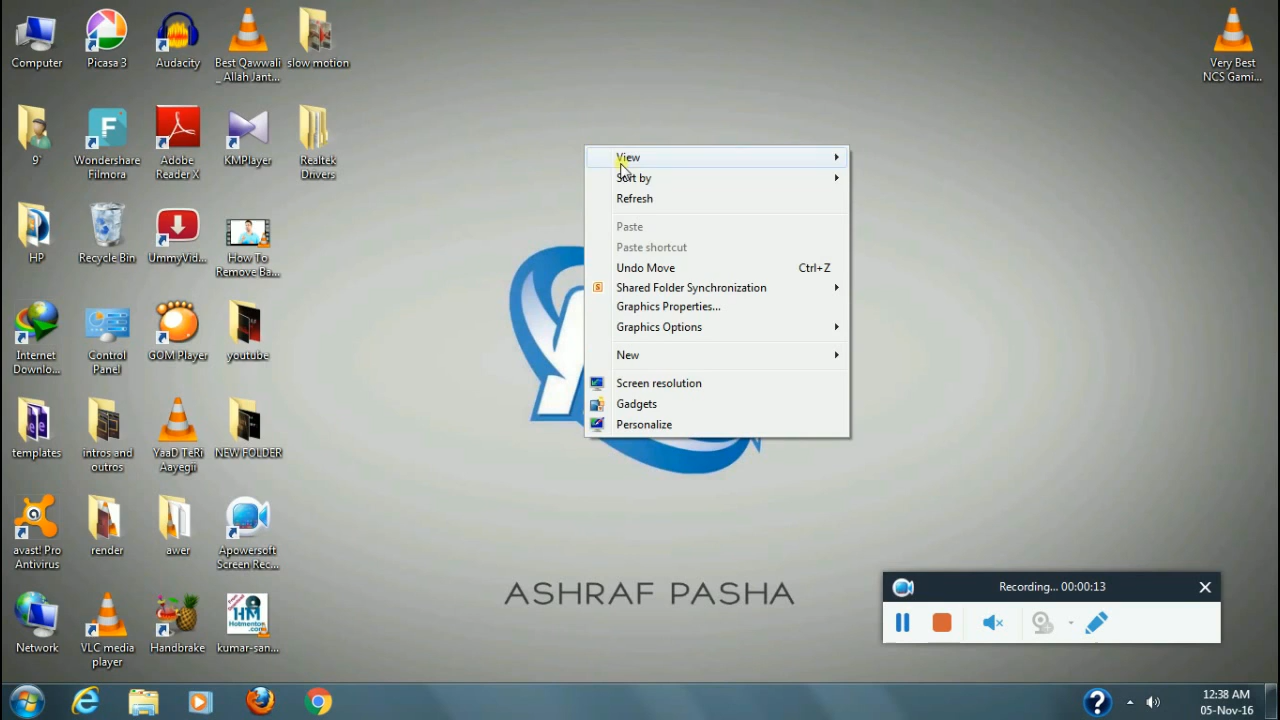 Computer
Picasa 3
Audacity
Best Qawwali
_ Allah Jant...
slow motion
Very Best
NCS Gami...
9'
Wondershare
Filmora
Adobe
Reader X
KMPlayer
Realtek
Drivers
HP
Recycle Bin
UmmyVid...
How To
Remove Ba...
Internet
Downlo...
Control
Panel
GOM Player
youtube
templates
intros and
outros
YaaD TeRi
Aayegii
NEW FOLDER
avast! Pro
Antivirus
render
awer
Apowersoft
Screen Rec...
Network
VLC media
player
Handbrake
HM
Hotmentos
.com
kumar-san...
View
Sort by
Refresh
Paste
Paste shortcut
Undo Move Ctrl+Z
Shared Folder Synchronization
Graphics Properties...
Graphics Options
New
Screen resolution
Gadgets
Personalize
ASHRAF PASHA
Recording... 00:00:13
12:38 AM
05-Nov-16